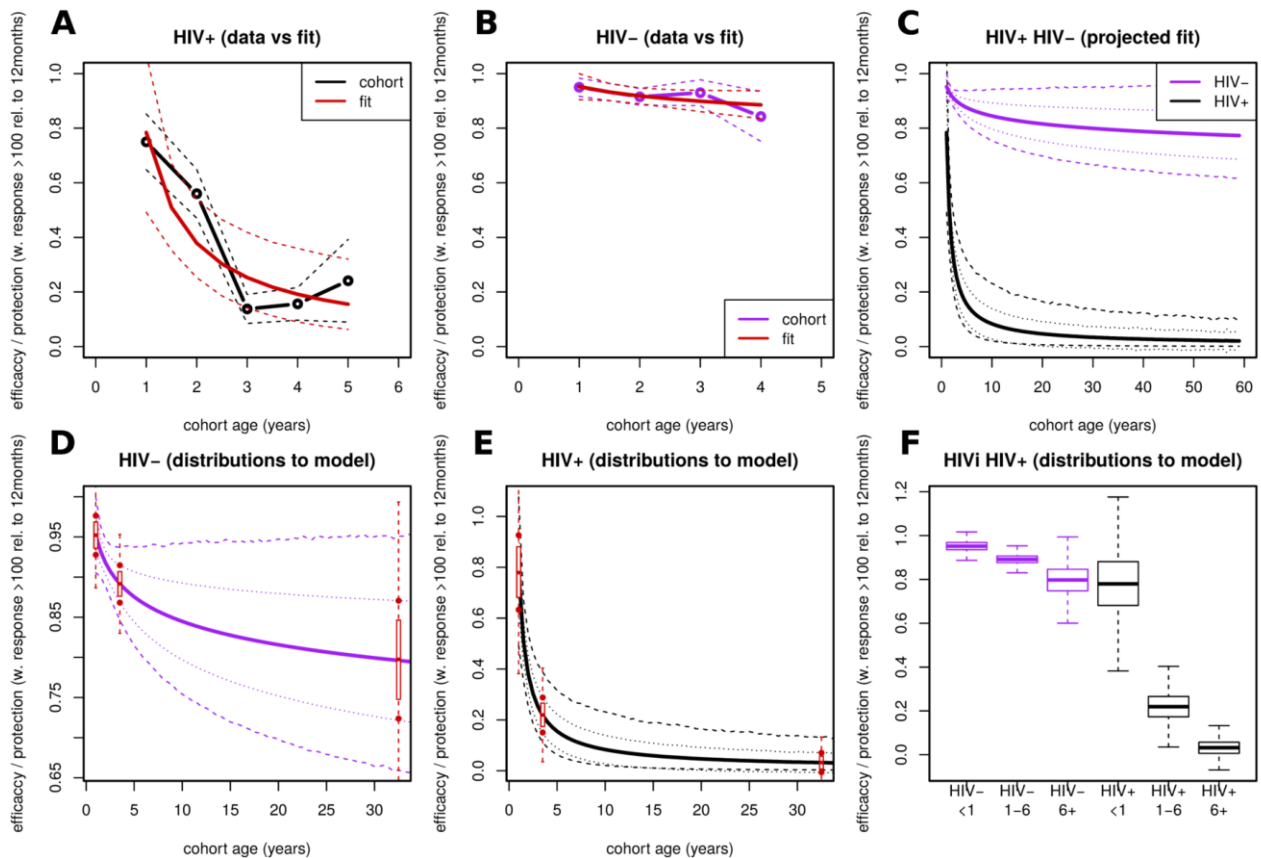 A
HIV+ (data vs fit)
efficaccy / protection (w. response >100 rel. to 12months)
1.0
0.8
0.6
0.4
0.2
0.0
cohort
fit
0 1 2 3 4 5 6
cohort age (years)
B
HIV− (data vs fit)
efficaccy / protection (w. response >100 rel. to 12months)
1.0
0.8
0.6
0.4
0.2
0.0
cohort
fit
0 1 2 3 4 5
cohort age (years)
C
HIV+ HIV− (projected fit)
efficaccy / protection (w. response >100 rel. to 12months)
1.0
0.8
0.6
0.4
0.2
0.0
HIV−
HIV+
0 10 20 30 40 50 60
cohort age (years)
D
HIV− (distributions to model)
efficaccy / protection (w. response >100 rel. to 12months)
0.95
0.85
0.75
0.65
0 5 10 15 20 25 30
cohort age (years)
E
HIV+ (distributions to model)
efficaccy / protection (w. response >100 rel. to 12months)
1.0
0.8
0.6
0.4
0.2
0.0
0 5 10 15 20 25 30
cohort age (years)
F
HIVi HIV+ (distributions to model)
efficaccy / protection (w. response >100 rel. to 12months)
1.2
1.0
0.8
0.6
0.4
0.2
0.0
HIV− HIV− HIV− HIV+ HIV+ HIV+
<1 1−6 6+ <1 1−6 6+